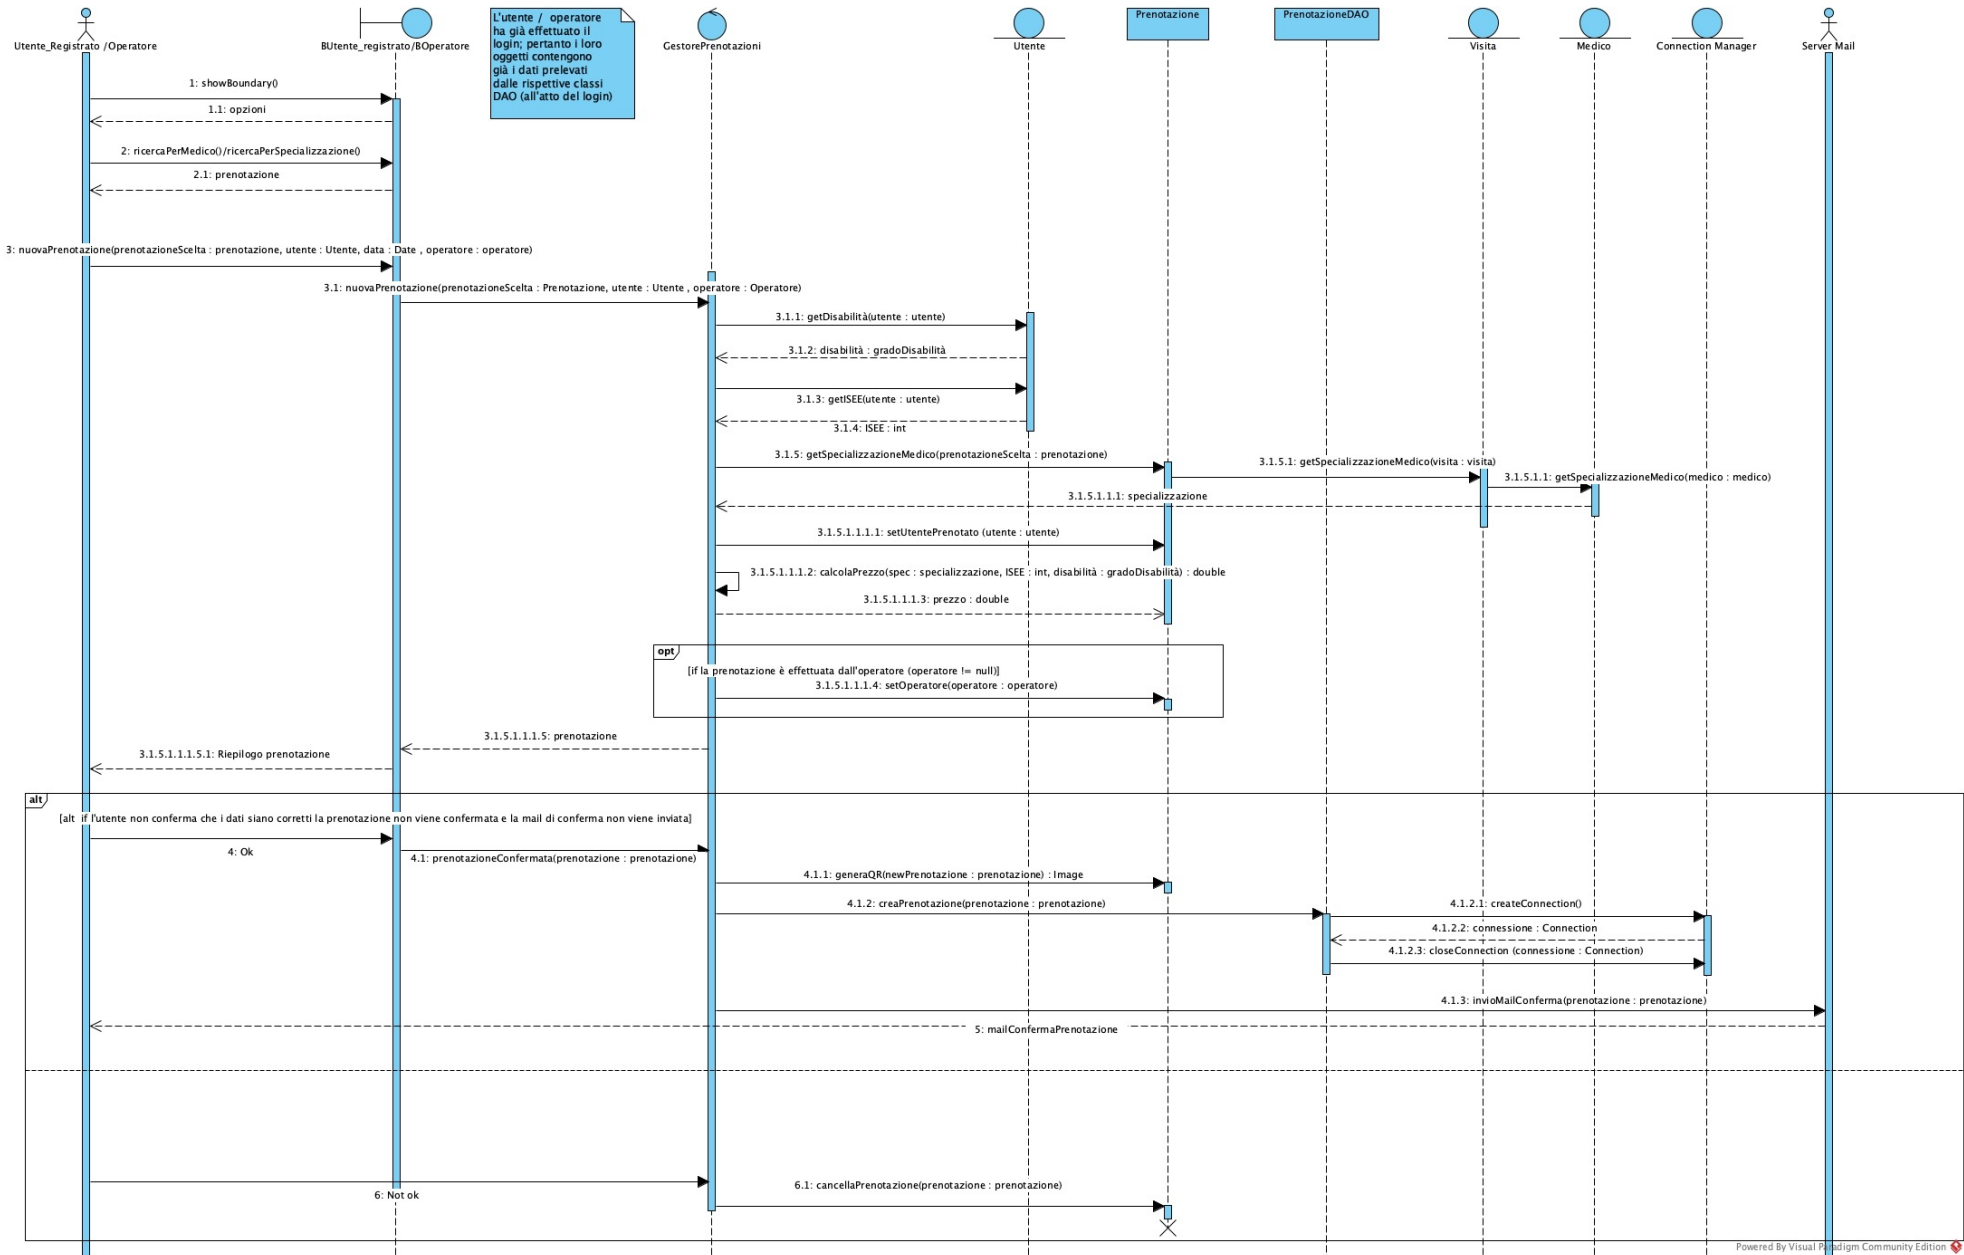 Utente_Registrato /Operatore
BUtente_registrato/BOperatore
L'utente / operatore
ha già effettuato il
login; pertanto i loro
oggetti contengono
già i dati prelevati
dalle rispettive classi
DAO (all'atto del login)
GestorePrenotazioni
Utente
Prenotazione
PrenotazioneDAO
Visita
Medico
Connection Manager
Server Mail
1: showBoundary()
1.1: opzioni
2: ricercaPerMedico()/ricercaPerSpecializzazione()
2.1: prenotazione
3: nuovaPrenotazione(prenotazioneScelta : prenotazione, utente : Utente, data : Date , operatore : operatore)
3.1: nuovaPrenotazione(prenotazioneScelta : Prenotazione, utente : Utente , operatore : Operatore)
3.1.1: getDisabilità(utente : utente)
3.1.2: disabilità : gradoDisabilità
3.1.3: getISEE(utente : utente)
3.1.4: ISEE : int
3.1.5: getSpecializzazioneMedico(prenotazioneScelta : prenotazione)
3.1.5.1: getSpecializzazioneMedico(visita : visita)
3.1.5.1.1: getSpecializzazioneMedico(medico : medico)
3.1.5.1.1.1: specializzazione
3.1.5.1.1.1.1: setUtentePrenotato (utente : utente)
3.1.5.1.1.1.2: calcolaPrezzo(spec : specializzazione, ISEE : int, disabilità : gradoDisabilità) : double
3.1.5.1.1.1.3: prezzo : double
opt
[if la prenotazione è effettuata dall'operatore (operatore != null)]
3.1.5.1.1.1.4: setOperatore(operatore : operatore)
3.1.5.1.1.1.5: prenotazione
3.1.5.1.1.1.5.1: Riepilogo prenotazione
alt
[alt if l'utente non conferma che i dati siano corretti la prenotazione non viene confermata e la mail di conferma non viene inviata]
4: Ok
4.1: prenotazioneConfermata(prenotazione : prenotazione)
4.1.1: generaQR(newPrenotazione : prenotazione) : Image
4.1.2: creaPrenotazione(prenotazione : prenotazione)
4.1.2.1: createConnection()
4.1.2.2: connessione : Connection
4.1.2.3: closeConnection (connessione : Connection)
4.1.3: invioMailConferma(prenotazione : prenotazione)
5: mailConfermaPrenotazione
6: Not ok
6.1: cancellaPrenotazione(prenotazione : prenotazione)
Powered By Visual Paradigm Community Edition